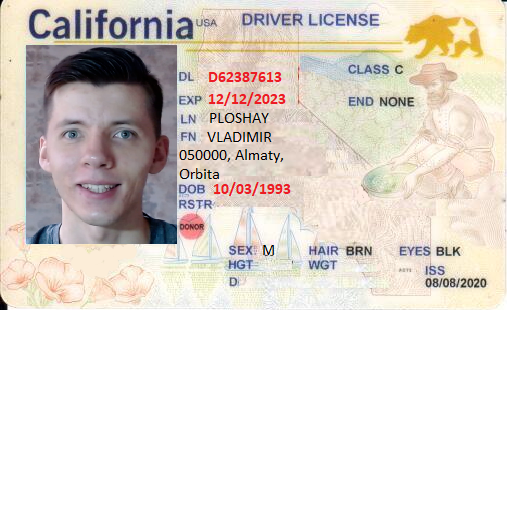 California USA DRIVER LICENSE
CLASS C
DL D62387613
EXP 12/12/2023
END NONE
LN PLOSHAY
FN VLADIMIR
050000, Almaty,
Orbita
DOB 10/03/1993
RSTR
DONOR
SEX M HAIR BRN EYES BLK
HGT WGT
ISS
D
08/08/2020